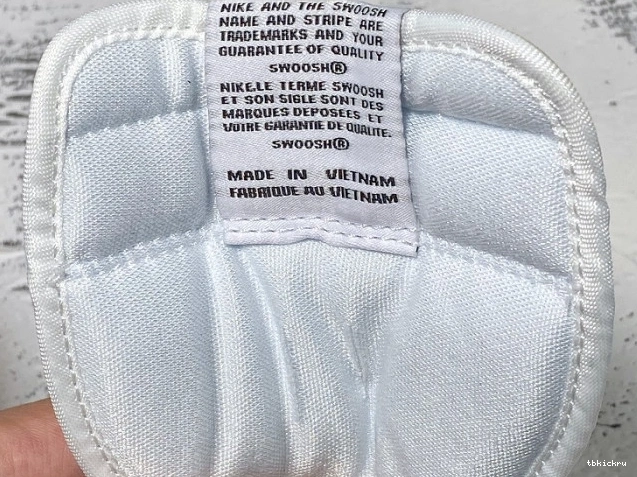 NIKE AND THE SWOOSH
NAME AND STRIPE ARE
TRADEMARKS AND YOUR
GUARANTEE OF QUALITY
SWOOSH®
NIKE.LE TERME SWOOSH
ET SON SIGLE SONT DES
MARQUES DEPOSEES ET
VOTRE GARANTIE DE QUALITE.
SWOOSH®
MADE IN VIETNAM
FABRIQUE AU VIETNAM
tbkickru